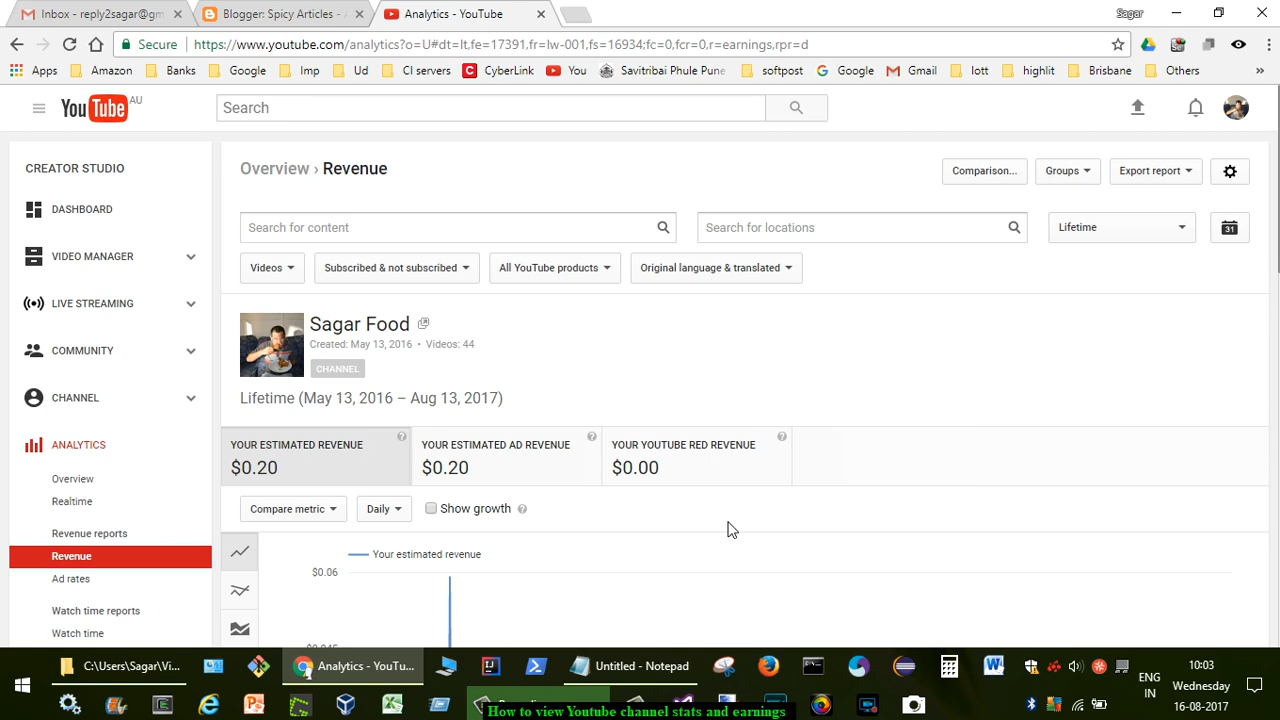 Inbox - reply2sagar@gm
Blogger: Spicy Articles - A
Analytics - YouTube
Sagar
Secure
https://www.youtube.com/analytics?o=U#dt=lt,fe=17391,fr=lw-001,fs=16934;fc=0,fcr=0,r=earnings,rpr=d
Apps
Amazon
Banks
Google
Imp
Ud
CI servers
CyberLink
You
Savitribai Phule Pune
softpost
Google
Gmail
lott
highlit
Brisbane
Others
YouTube AU
Search
CREATOR STUDIO
DASHBOARD
VIDEO MANAGER
LIVE STREAMING
COMMUNITY
CHANNEL
ANALYTICS
Overview
Realtime
Revenue reports
Revenue
Ad rates
Watch time reports
Watch time
Overview › Revenue
Comparison...
Groups
Export report
Search for content
Search for locations
Lifetime
31
Videos
Subscribed & not subscribed
All YouTube products
Original language & translated
Sagar Food
Created: May 13, 2016 • Videos: 44
CHANNEL
Lifetime (May 13, 2016 – Aug 13, 2017)
YOUR ESTIMATED REVENUE
$0.20
YOUR ESTIMATED AD REVENUE
$0.20
YOUR YOUTUBE RED REVENUE
$0.00
Compare metric
Daily
Show growth
Your estimated revenue
$0.06
C:\Users\Sagar\Vi...
Analytics - YouTu...
Untitled - Notepad
ENG
IN
10:03
Wednesday
16-08-2017
How to view Youtube channel stats and earnings